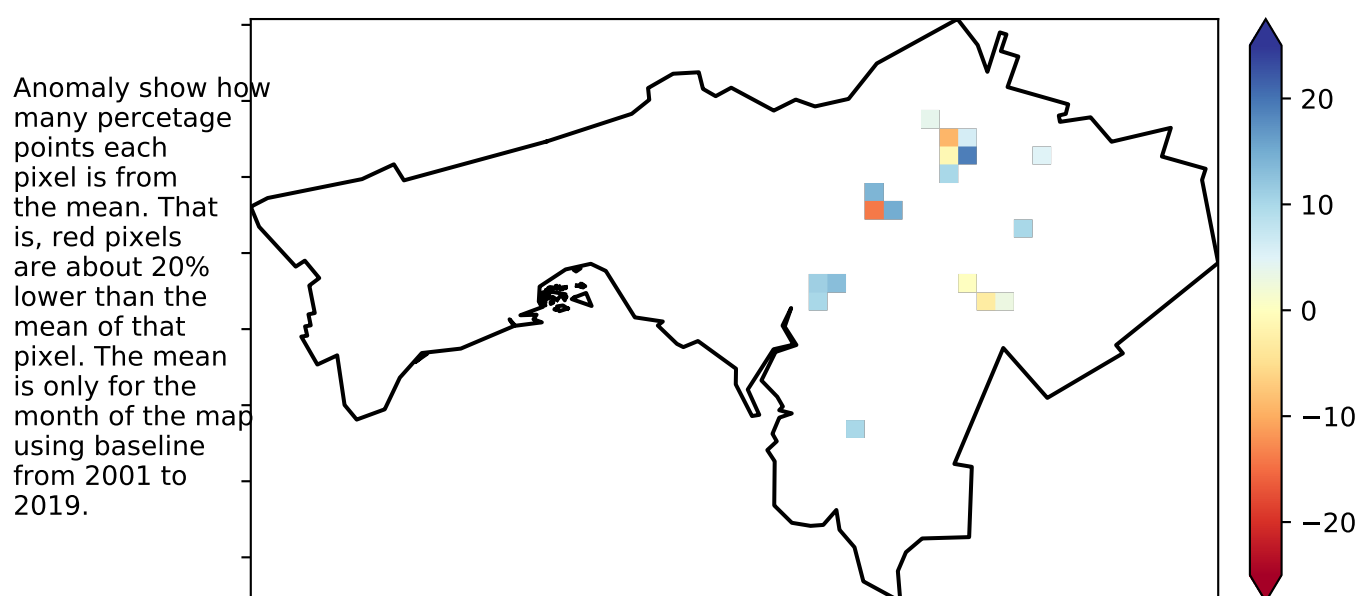 Anomaly show how
many percetage
points each
pixel is from
the mean. That
is, red pixels
are about 20%
lower than the
mean of that
pixel. The mean
is only for the
month of the map
using baseline
from 2001 to
2019.
20
10
0
−10
−20